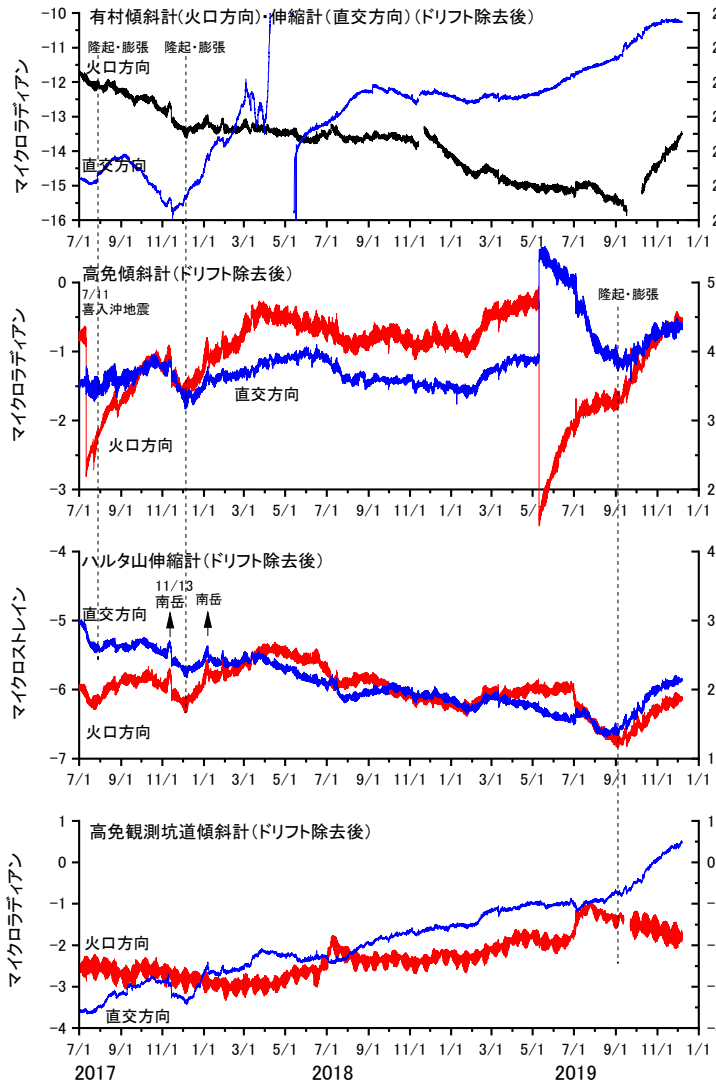 有村傾斜計(火口方向)・伸縮計(直交方向)(ドリフト除去後)
マイクロラディアン
-10
-11
-12
-13
-14
-15
-16
隆起・膨張
隆起・膨張
火口方向
直交方向
2
2
2
2
2
2
2
7/1 9/1 11/1 1/1 3/1 5/1 7/1 9/1 11/1 1/1 3/1 5/1 7/1 9/1 11/1 1/1
高免傾斜計(ドリフト除去後)
マイクロラディアン
0
-1
-2
-3
7/11
喜入沖地震
隆起・膨張
直交方向
火口方向
5
4
3
2
7/1 9/1 11/1 1/1 3/1 5/1 7/1 9/1 11/1 1/1 3/1 5/1 7/1 9/1 11/1 1/1
ハルタ山伸縮計(ドリフト除去後)
マイクロストレイン
-4
-5
-6
-7
11/13
南岳
南岳
直交方向
火口方向
4
3
2
1
7/1 9/1 11/1 1/1 3/1 5/1 7/1 9/1 11/1 1/1 3/1 5/1 7/1 9/1 11/1 1/1
高免観測坑道傾斜計(ドリフト除去後)
マイクロラディアン
1
0
-1
-2
-3
-4
火口方向
直交方向
7/1 9/1 11/1 1/1 3/1 5/1 7/1 9/1 11/1 1/1 3/1 5/1 7/1 9/1 11/1 1/1
2017 2018 2019